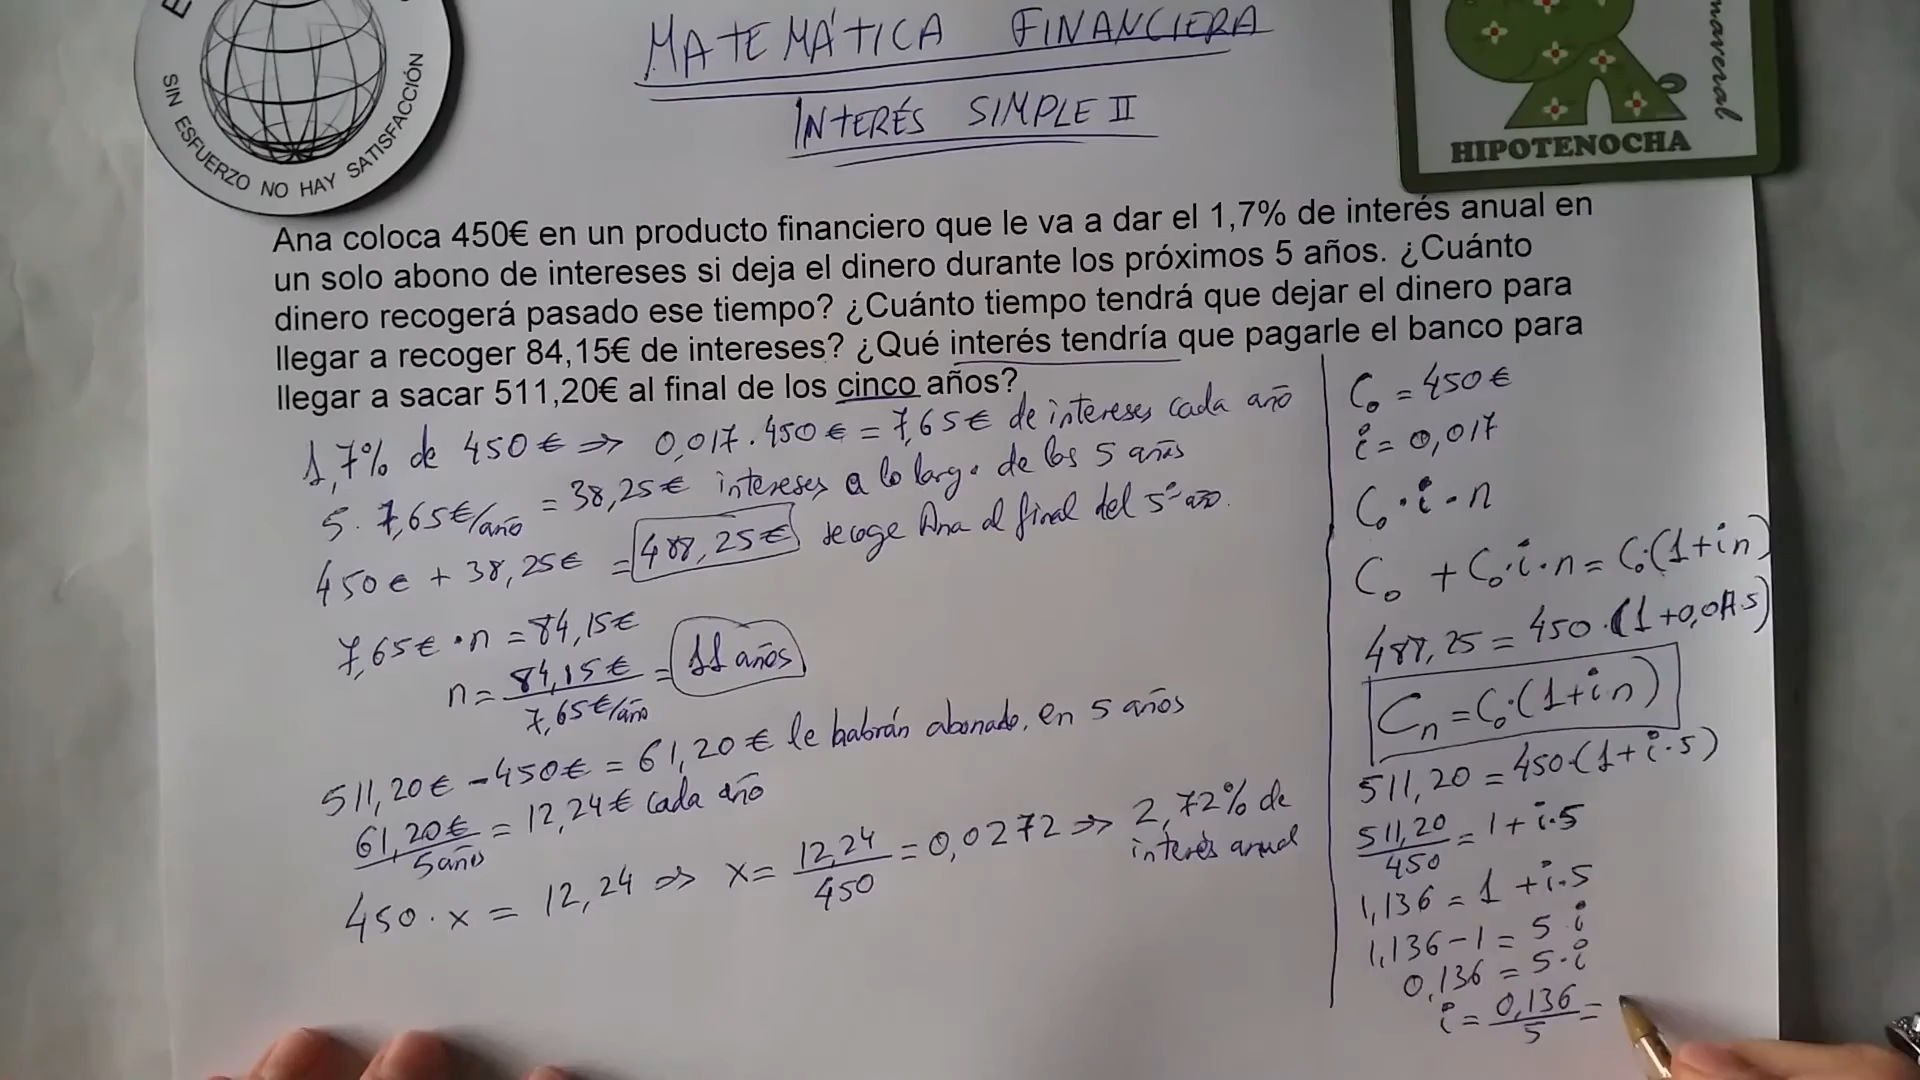 MATEMÁTICA FINANCIERA
INTERÉS SIMPLE II
SIN ESFUERZO NO HAY SATISFACCIÓN
HIPOTENOCHA
maveral
Ana coloca 450€ en un producto financiero que le va a dar el 1,7% de interés anual en
un solo abono de intereses si deja el dinero durante los próximos 5 años. ¿Cuánto
dinero recogerá pasado ese tiempo? ¿Cuánto tiempo tendrá que dejar el dinero para
llegar a recoger 84,15€ de intereses? ¿Qué interés tendría que pagarle el banco para
llegar a sacar 511,20€ al final de los cinco años?
1,7% de 450€ => 0,017·450€ = 7,65€ de intereses cada año
5·7,65€/año = 38,25€ intereses a lo largo de los 5 años
450€ + 38,25€ = 488,25€ recoge Ana al final del 5º año.
7,65€·n = 84,15€
n = 84,15€ / 7,65€/año = 11 años
511,20€ - 450€ = 61,20€ le habrán abonado, en 5 años
61,20€ / 5 años = 12,24€ cada año
450·x = 12,24 => x = 12,24 / 450 = 0,0272 => 2,72% de
interés anual
C₀ = 450€
i = 0,017
C₀·i·n
C₀ + C₀·i·n = C₀·(1+in)
488,25 = 450·(1+0,017·5)
Cn = C₀·(1+i·n)
511,20 = 450·(1+i·5)
511,20 / 450 = 1+i·5
1,136 = 1+i·5
1,136-1 = 5·i
0,136 = 5·i
i = 0,136 / 5 =